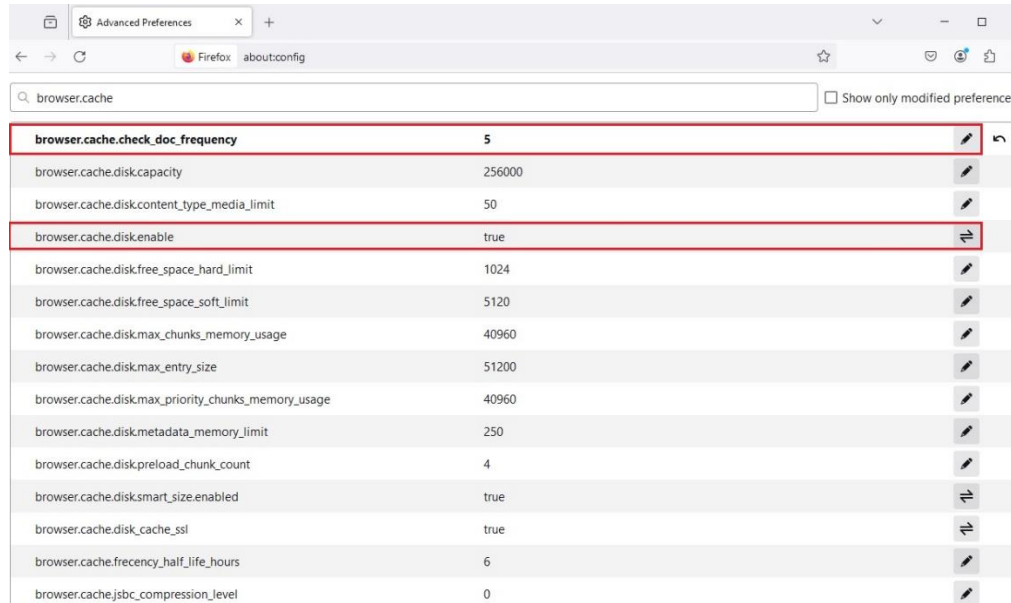 Advanced Preferences
Firefox about:config
browser.cache Show only modified preference
browser.cache.check_doc_frequency 5
browser.cache.disk.capacity 256000
browser.cache.disk.content_type_media_limit 50
browser.cache.disk.enable true
browser.cache.disk.free_space_hard_limit 1024
browser.cache.disk.free_space_soft_limit 5120
browser.cache.disk.max_chunks_memory_usage 40960
browser.cache.disk.max_entry_size 51200
browser.cache.disk.max_priority_chunks_memory_usage 40960
browser.cache.disk.metadata_memory_limit 250
browser.cache.disk.preload_chunk_count 4
browser.cache.disk.smart_size.enabled true
browser.cache.disk_cache_ssl true
browser.cache.frecency_half_life_hours 6
browser.cache.jsbc_compression_level 0